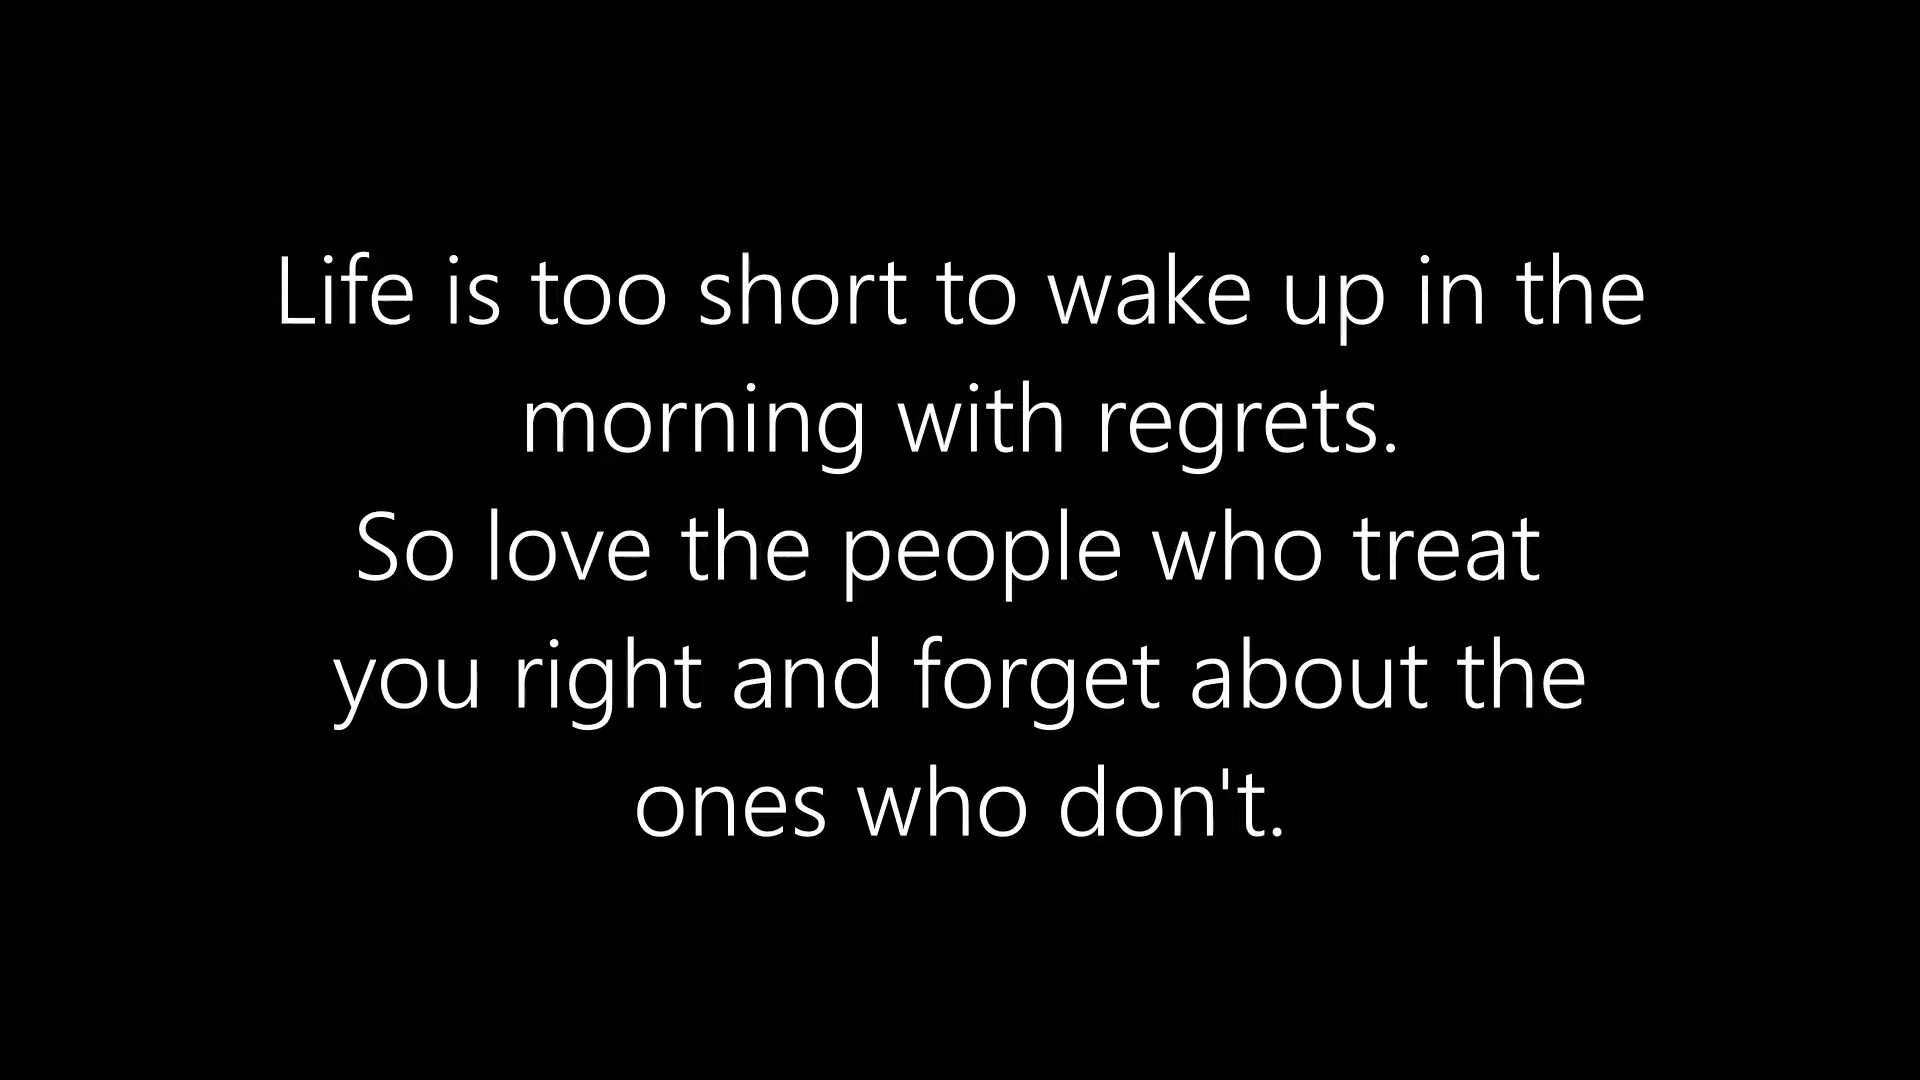 Life is too short to wake up in the
morning with regrets.
So love the people who treat
you right and forget about the
ones who don't.